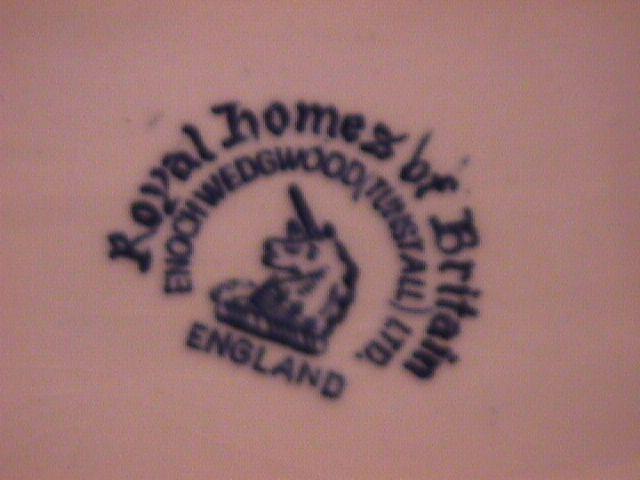 Royal homes of Britain
ENOCH WEDGWOOD (TUNSTALL) LTD.
ENGLAND